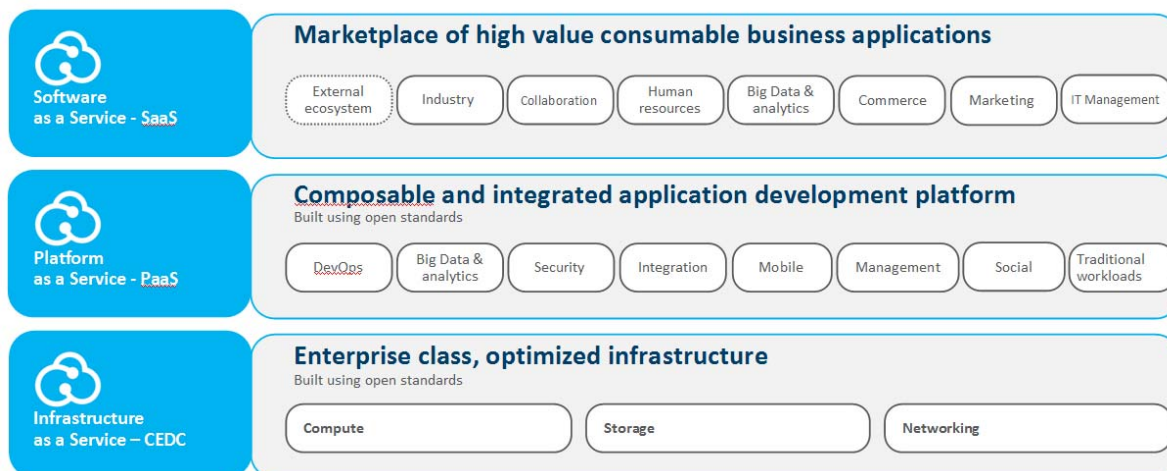 Software
as a Service - SaaS
Marketplace of high value consumable business applications
External
ecosystem
Industry
Collaboration
Human
resources
Big Data &
analytics
Commerce
Marketing
IT Management
Platform
as a Service - PaaS
Composable and integrated application development platform
Built using open standards
DevOps
Big Data &
analytics
Security
Integration
Mobile
Management
Social
Traditional
workloads
Infrastructure
as a Service – CEDC
Enterprise class, optimized infrastructure
Built using open standards
Compute
Storage
Networking